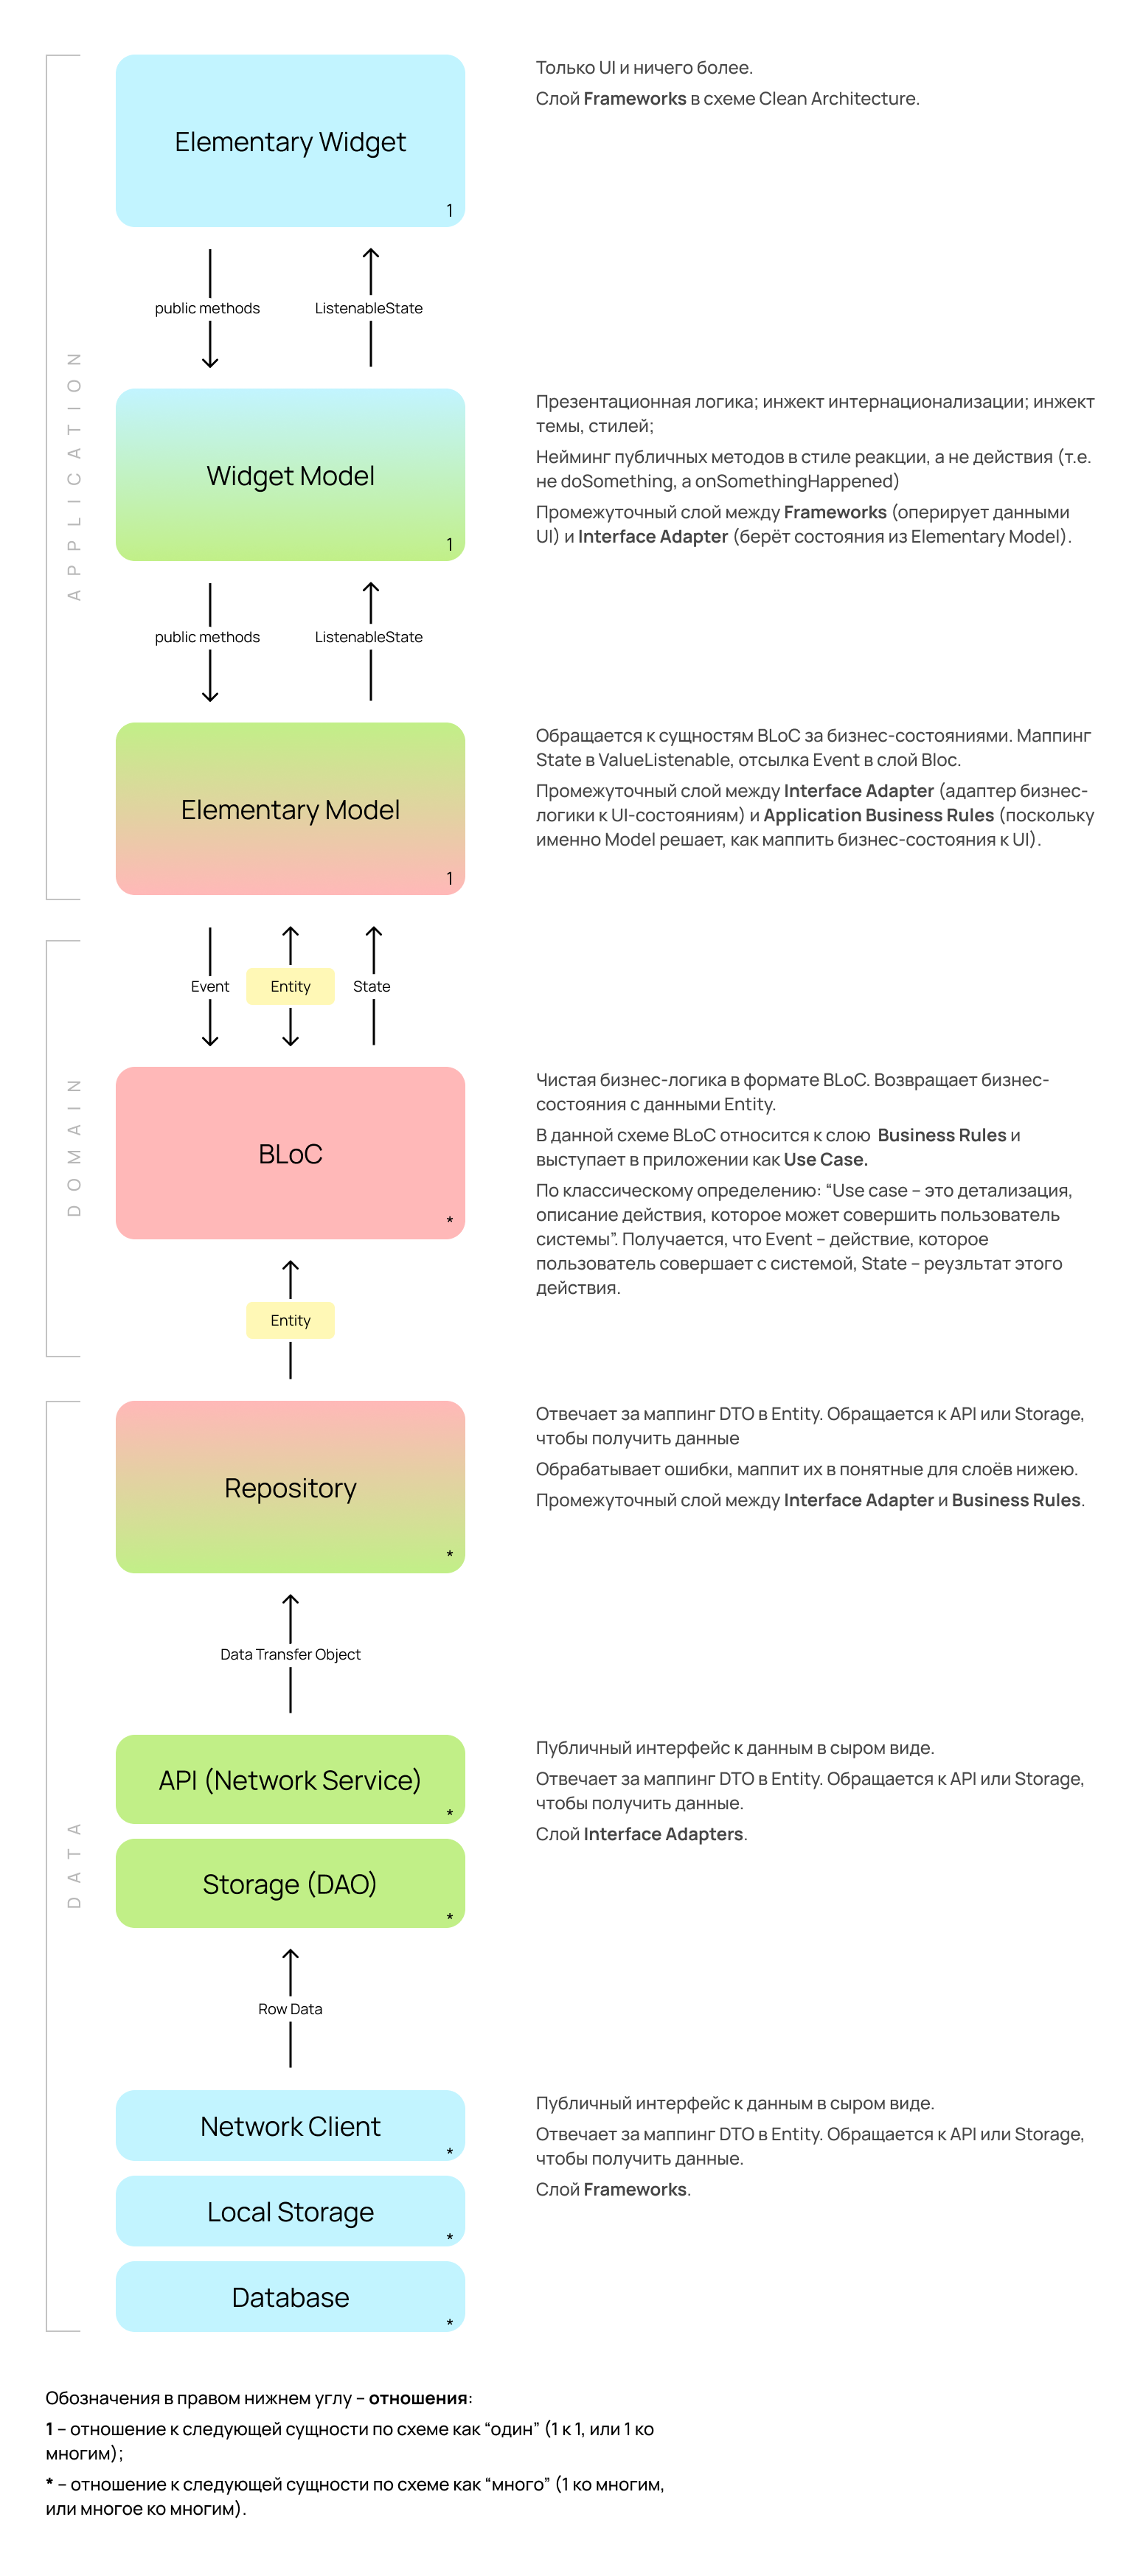 Elementary Widget
1
Только UI и ничего более.
Слой Frameworks в схеме Clean Architecture.
public methods
ListenableState
APPLICATION
Widget Model
1
Презентационная логика; инжект интернационализации; инжект
темы, стилей;
Нейминг публичных методов в стиле реакции, а не действия (т.е.
не doSomething, а onSomethingHappened)
Промежуточный слой между Frameworks (оперирует данными
UI) и Interface Adapter (берёт состояния из Elementary Model).
public methods
ListenableState
Elementary Model
1
Обращается к сущностям BLoC за бизнес-состояниями. Маппинг
State в ValueListenable, отсылка Event в слой Bloc.
Промежуточный слой между Interface Adapter (адаптер бизнес-
логики к UI-состояниям) и Application Business Rules (поскольку
именно Model решает, как маппить бизнес-состояния к UI).
Event
Entity
State
DOMAIN
BLoC
*
Чистая бизнес-логика в формате BLoC. Возвращает бизнес-
состояния с данными Entity.
В данной схеме BLoC относится к слою Business Rules и
выступает в приложении как Use Case.
По классическому определению: “Use case – это детализация,
описание действия, которое может совершить пользователь
системы”. Получается, что Event – действие, которое
пользователь совершает с системой, State – реузльтат этого
действия.
Entity
Repository
*
Отвечает за маппинг DTO в Entity. Обращается к API или Storage,
чтобы получить данные
Обрабатывает ошибки, маппит их в понятные для слоёв нижею.
Промежуточный слой между Interface Adapter и Business Rules.
Data Transfer Object
DATA
API (Network Service)
*
Storage (DAO)
*
Публичный интерфейс к данным в сыром виде.
Отвечает за маппинг DTO в Entity. Обращается к API или Storage,
чтобы получить данные.
Слой Interface Adapters.
Row Data
Network Client
*
Local Storage
*
Database
*
Публичный интерфейс к данным в сыром виде.
Отвечает за маппинг DTO в Entity. Обращается к API или Storage,
чтобы получить данные.
Слой Frameworks.
Обозначения в правом нижнем углу – отношения:
1 – отношение к следующей сущности по схеме как “один” (1 к 1, или 1 ко
многим);
* – отношение к следующей сущности по схеме как “много” (1 ко многим,
или многое ко многим).